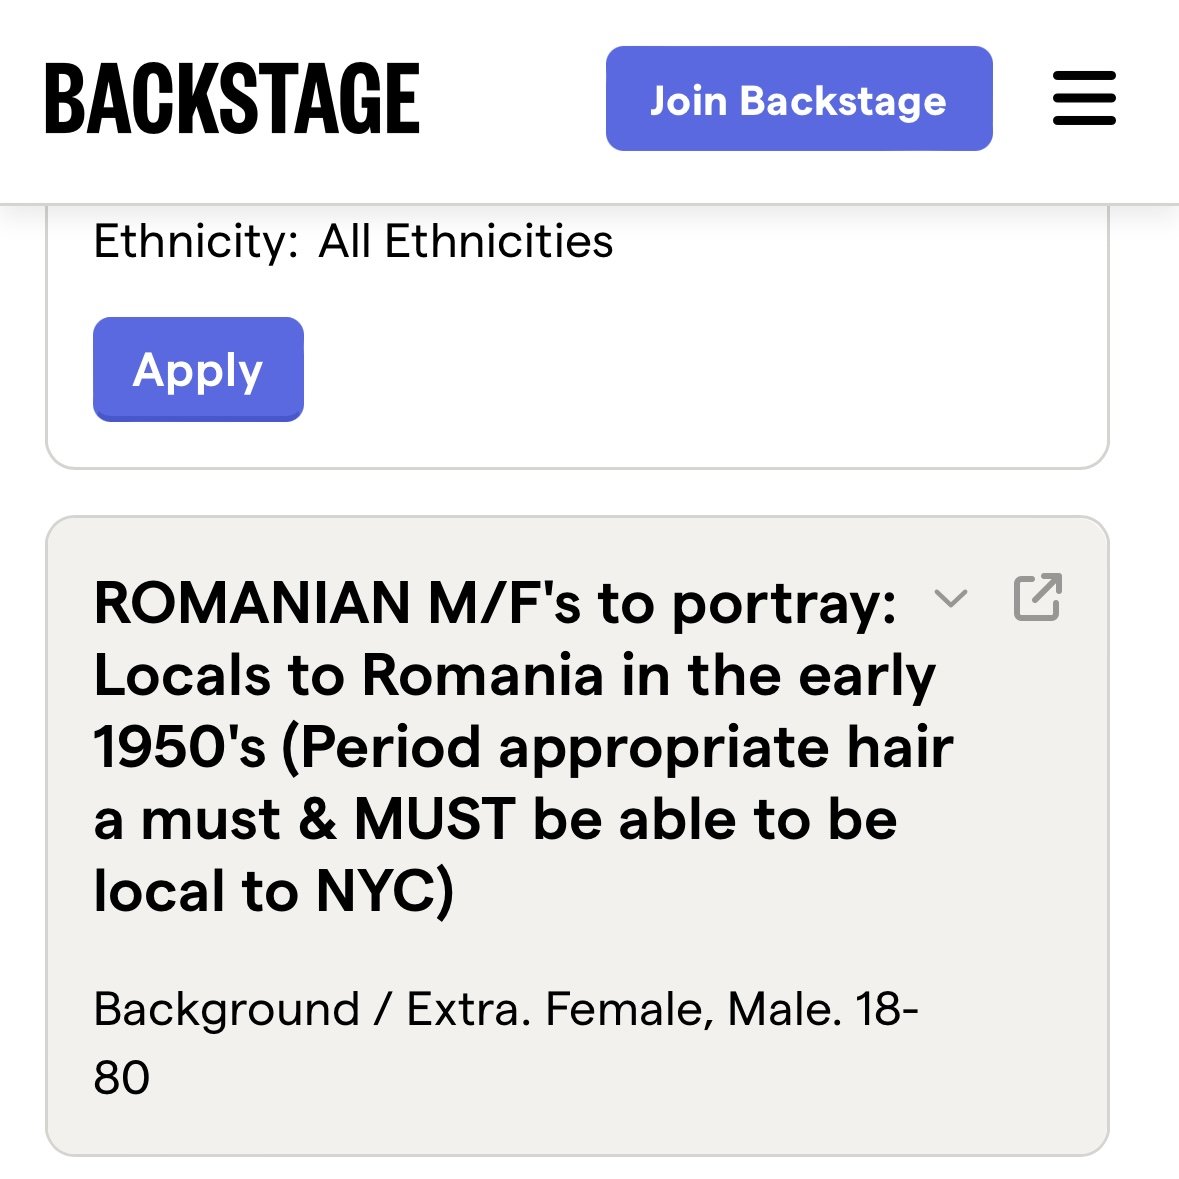 BACKSTAGE
Join Backstage
Ethnicity: All Ethnicities
Apply
ROMANIAN M/F's to portray:
Locals to Romania in the early
1950's (Period appropriate hair
a must & MUST be able to be
local to NYC)
Background / Extra. Female, Male. 18-
80